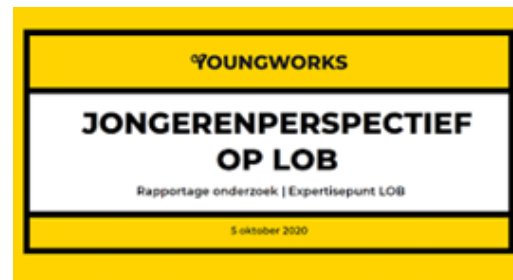 YOUNGWORKS
JONGERENPERSPECTIEF
OP LOB
Rapportage onderzoek | Expertisepunt LOB
5 oktober 2020